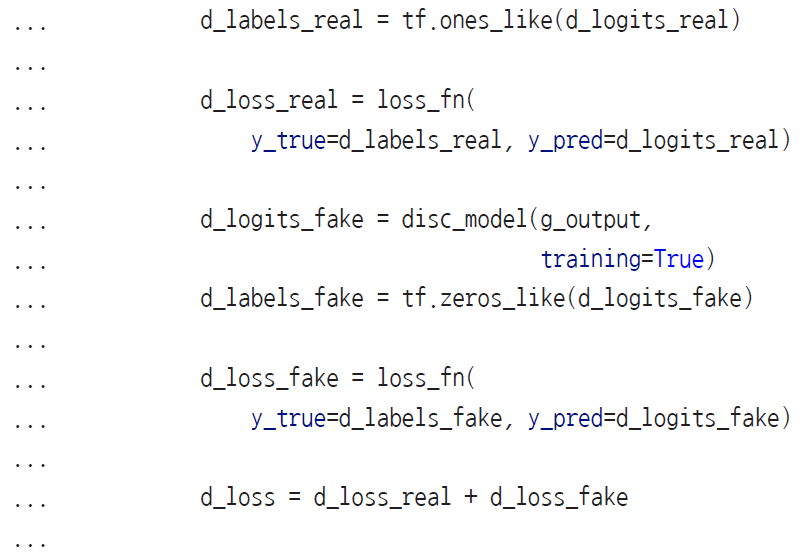 ...             d_labels_real = tf.ones_like(d_logits_real)
...
...             d_loss_real = loss_fn(
...                 y_true=d_labels_real, y_pred=d_logits_real)
...
...             d_logits_fake = disc_model(g_output,
...                                        training=True)
...             d_labels_fake = tf.zeros_like(d_logits_fake)
...
...             d_loss_fake = loss_fn(
...                 y_true=d_labels_fake, y_pred=d_logits_fake)
...
...             d_loss = d_loss_real + d_loss_fake
...